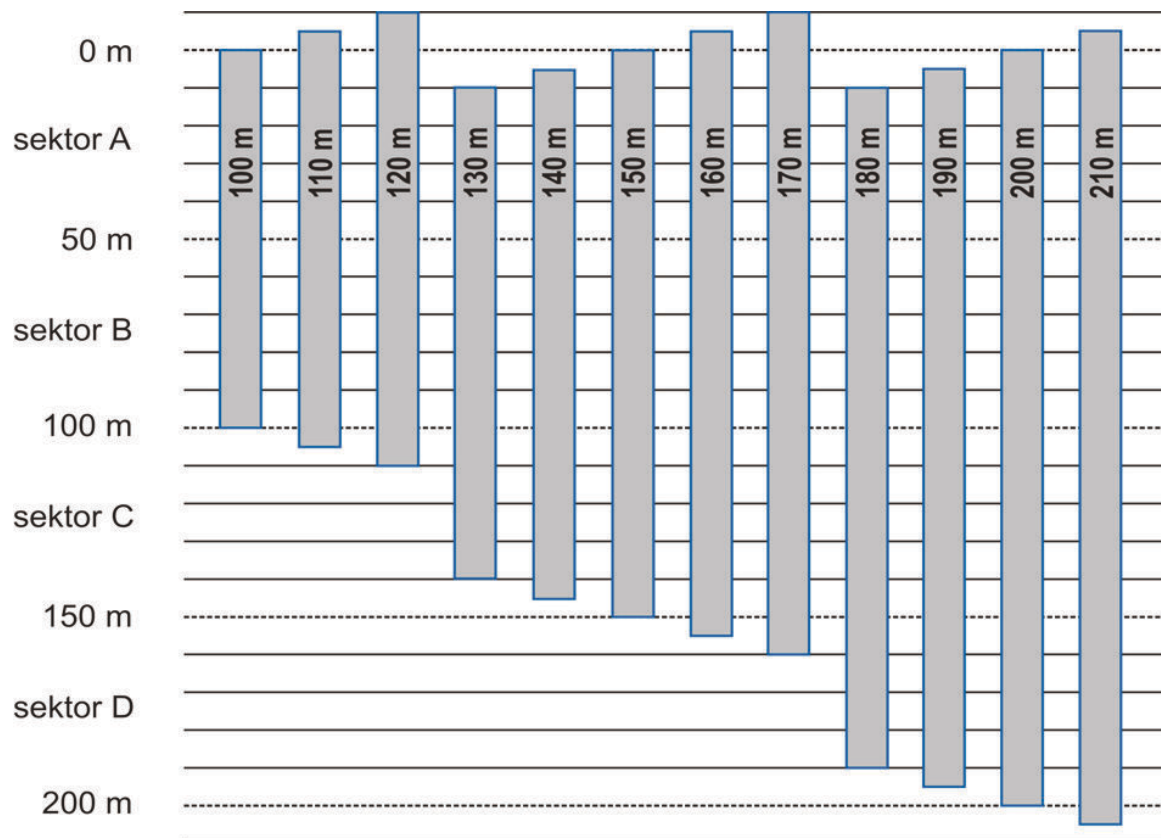 0 m
sektor A
50 m
sektor B
100 m
sektor C
150 m
sektor D
200 m
100 m
110 m
120 m
130 m
140 m
150 m
160 m
170 m
180 m
190 m
200 m
210 m